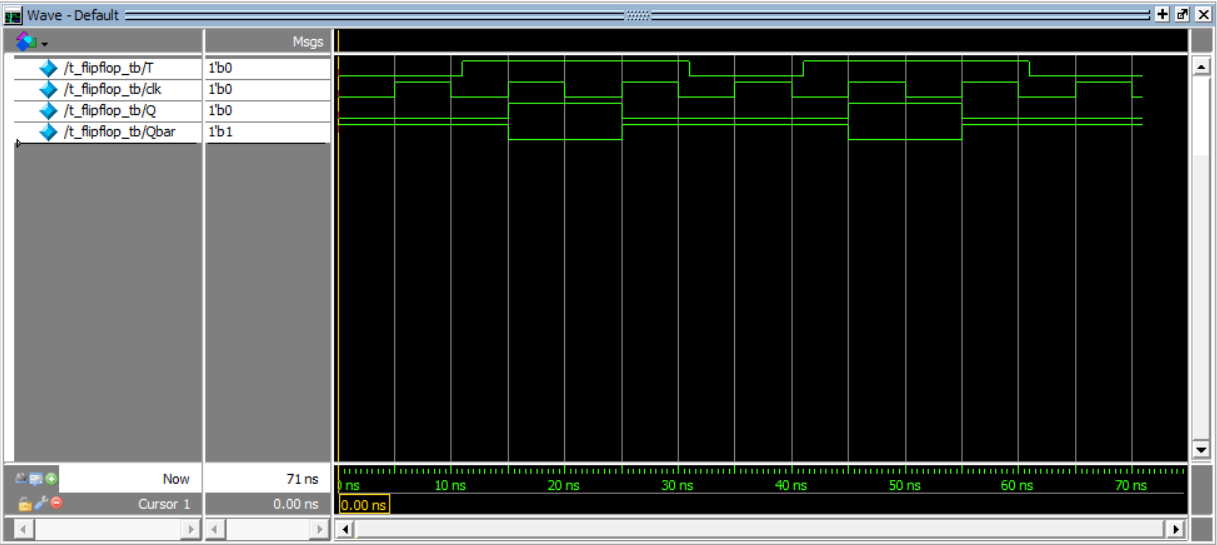 Wave - Default
Msgs
/t_flipflop_tb/T 1'b0
/t_flipflop_tb/clk 1'b0
/t_flipflop_tb/Q 1'b0
/t_flipflop_tb/Qbar 1'b1
Now 71 ns
ns 10 ns 20 ns 30 ns 40 ns 50 ns 60 ns 70 ns
Cursor 1 0.00 ns 0.00 ns